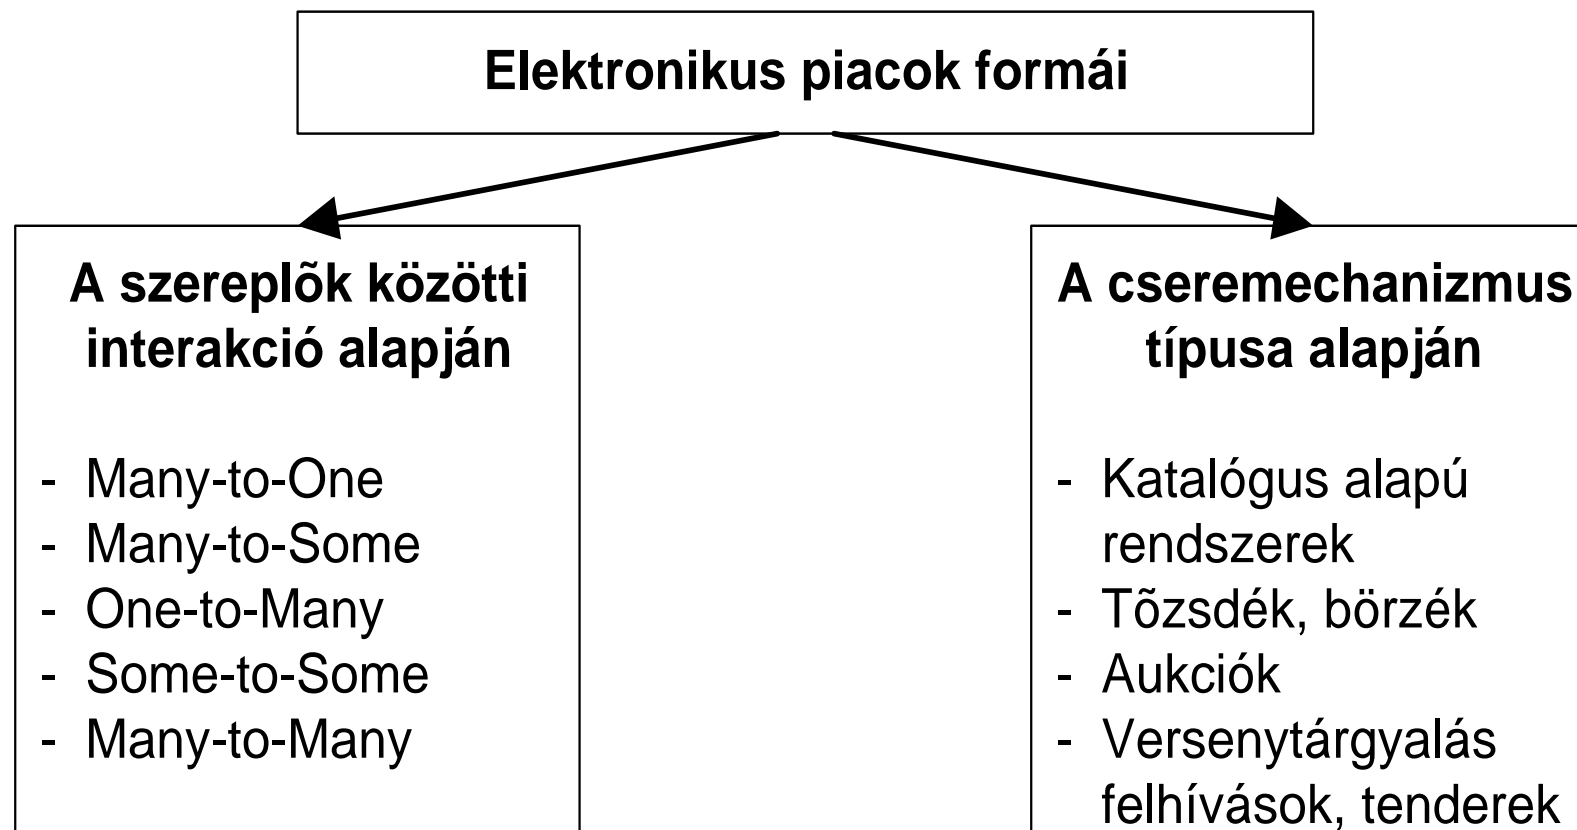 Elektronikus piacok formái
A szereplõk közötti
interakció alapján
- Many-to-One
- Many-to-Some
- One-to-Many
- Some-to-Some
- Many-to-Many
A cseremechanizmus
típusa alapján
- Katalógus alapú
rendszerek
- Tõzsdék, börzék
- Aukciók
- Versenytárgyalás
felhívások, tenderek